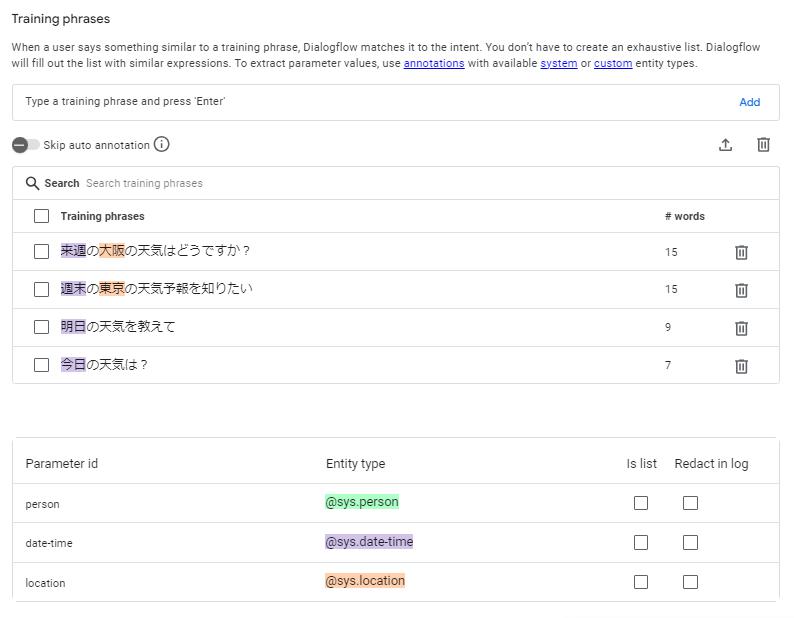 Training phrases
When a user says something similar to a training phrase, Dialogflow matches it to the intent. You don't have to create an exhaustive list. Dialogflow
will fill out the list with similar expressions. To extract parameter values, use annotations with available system or custom entity types.
Type a training phrase and press 'Enter' Add
Skip auto annotation
Search Search training phrases
Training phrases # words
来週の大阪の天気はどうですか？ 15
週末の東京の天気予報を知りたい 15
明日の天気を教えて 9
今日の天気は？ 7
Parameter id Entity type Is list Redact in log
person @sys.person
date-time @sys.date-time
location @sys.location